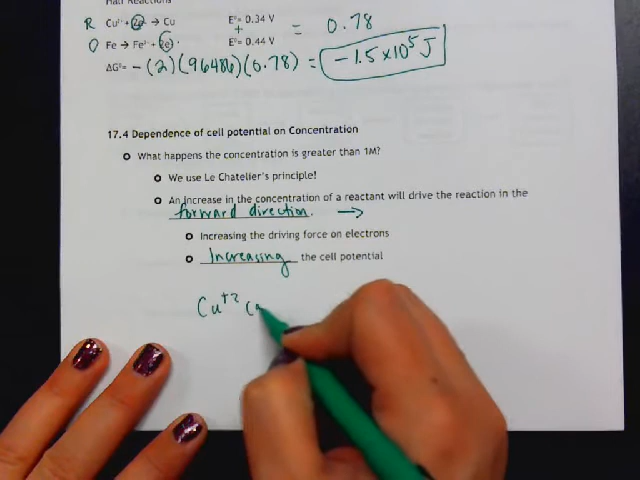 Half Reactions
R Cu²⁺ + 2e⁻ → Cu E°= 0.34 V = 0.78
+
O Fe → Fe²⁺ + 2e⁻ E°= 0.44 V
ΔG°= -(2)(96486)(0.78) = -1.5x10⁵ J
17.4 Dependence of cell potential on Concentration
What happens the concentration is greater than 1M?
We use Le Chatelier's principle!
An increase in the concentration of a reactant will drive the reaction in the
forward direction. →
Increasing the driving force on electrons
Increasing the cell potential
Cu⁺² (a